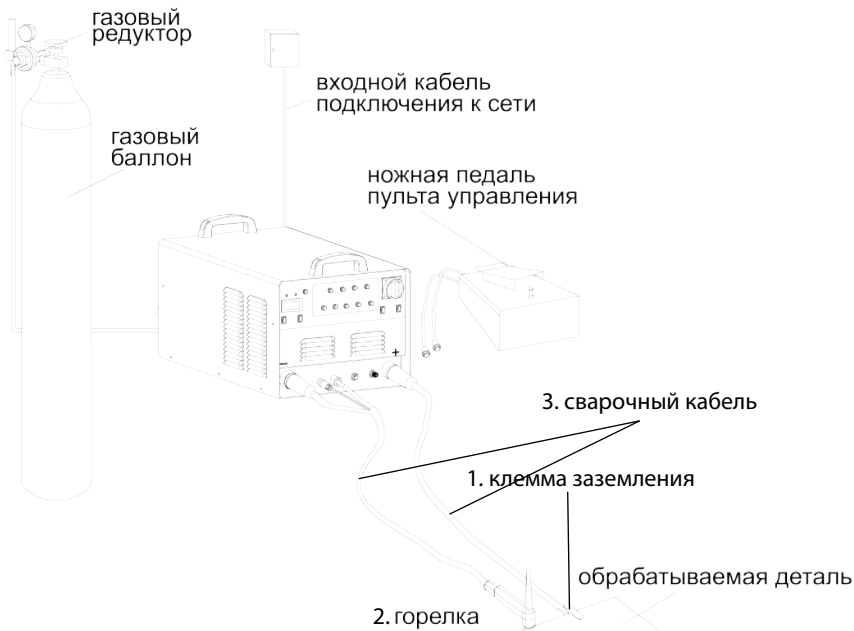 газовый
редуктор
входной кабель
подключения к сети
газовый
баллон
ножная педаль
пульта управления
3. сварочный кабель
1. клемма заземления
обрабатываемая деталь
2. горелка